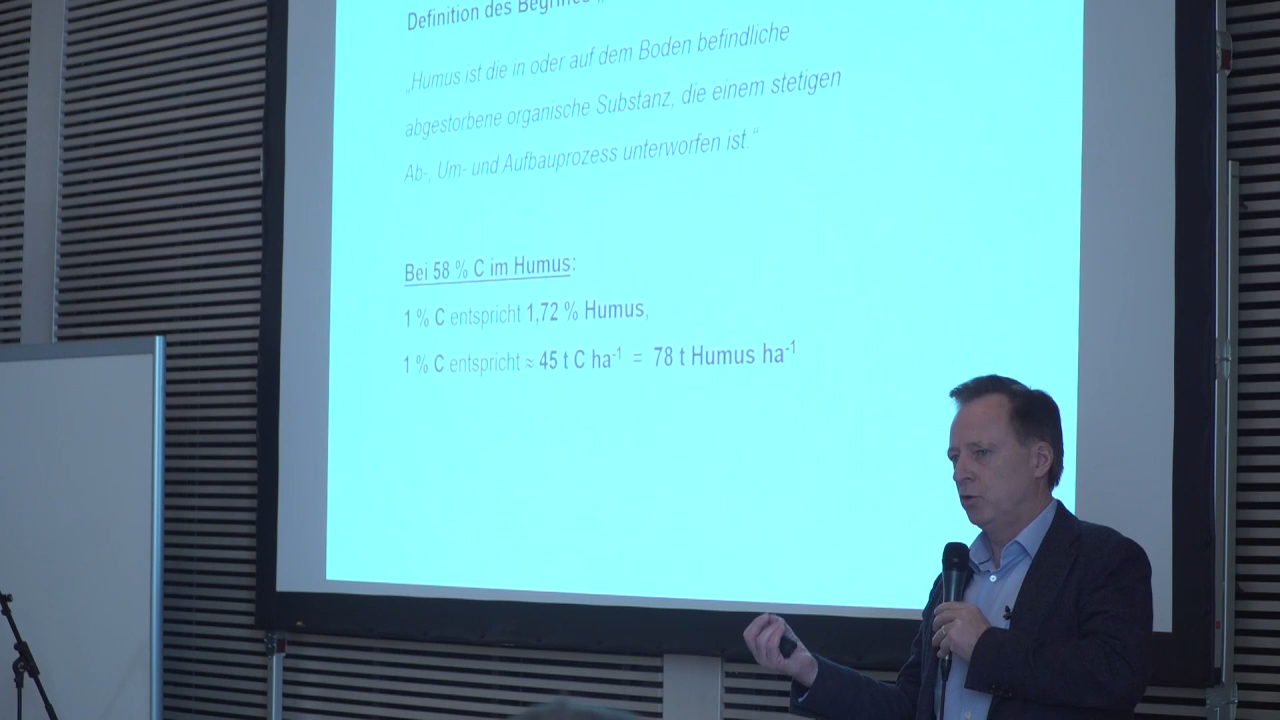 Definition des Begriffes „
„Humus ist die in oder auf dem Boden befindliche
abgestorbene organische Substanz, die einem stetigen
Ab-, Um- und Aufbauprozess unterworfen ist.“
Bei 58 % C im Humus:
1 % C entspricht 1,72 % Humus,
1 % C entspricht ≈ 45 t C ha⁻¹ = 78 t Humus ha⁻¹